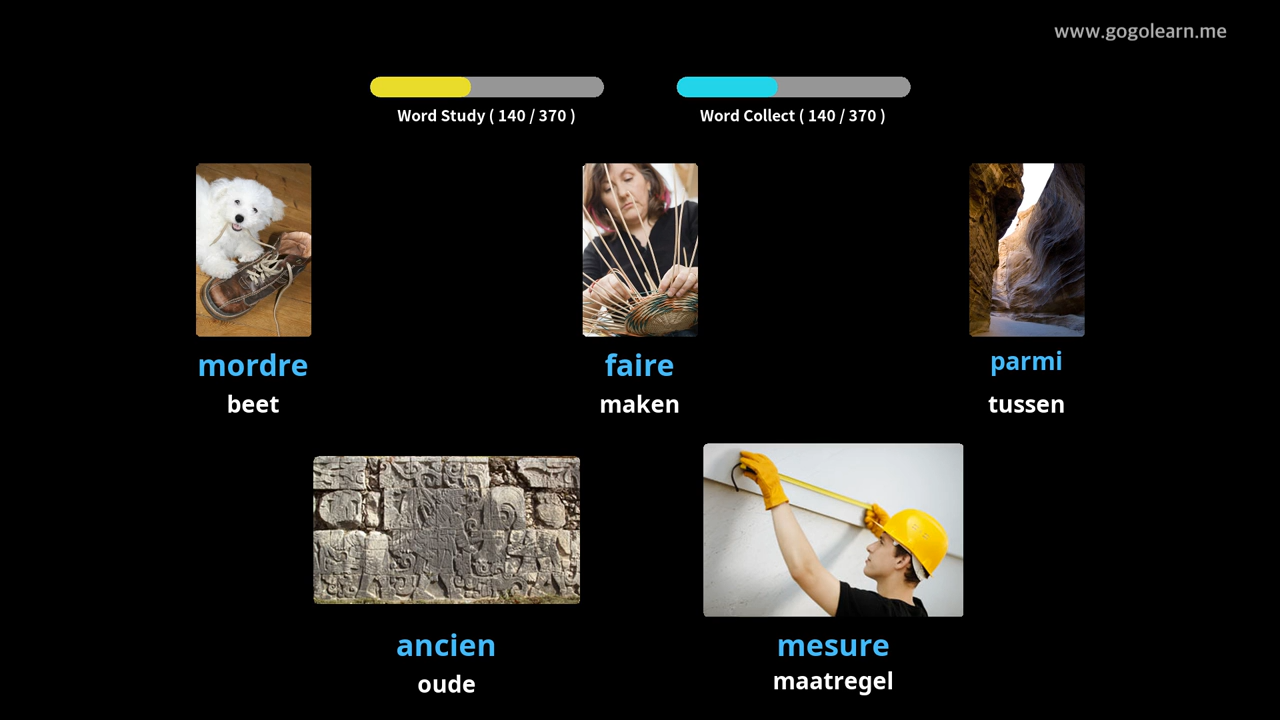 www.gogolearn.me
Word Study ( 140 / 370 )
Word Collect ( 140 / 370 )
mordre
beet
faire
maken
parmi
tussen
ancien
oude
mesure
maatregel